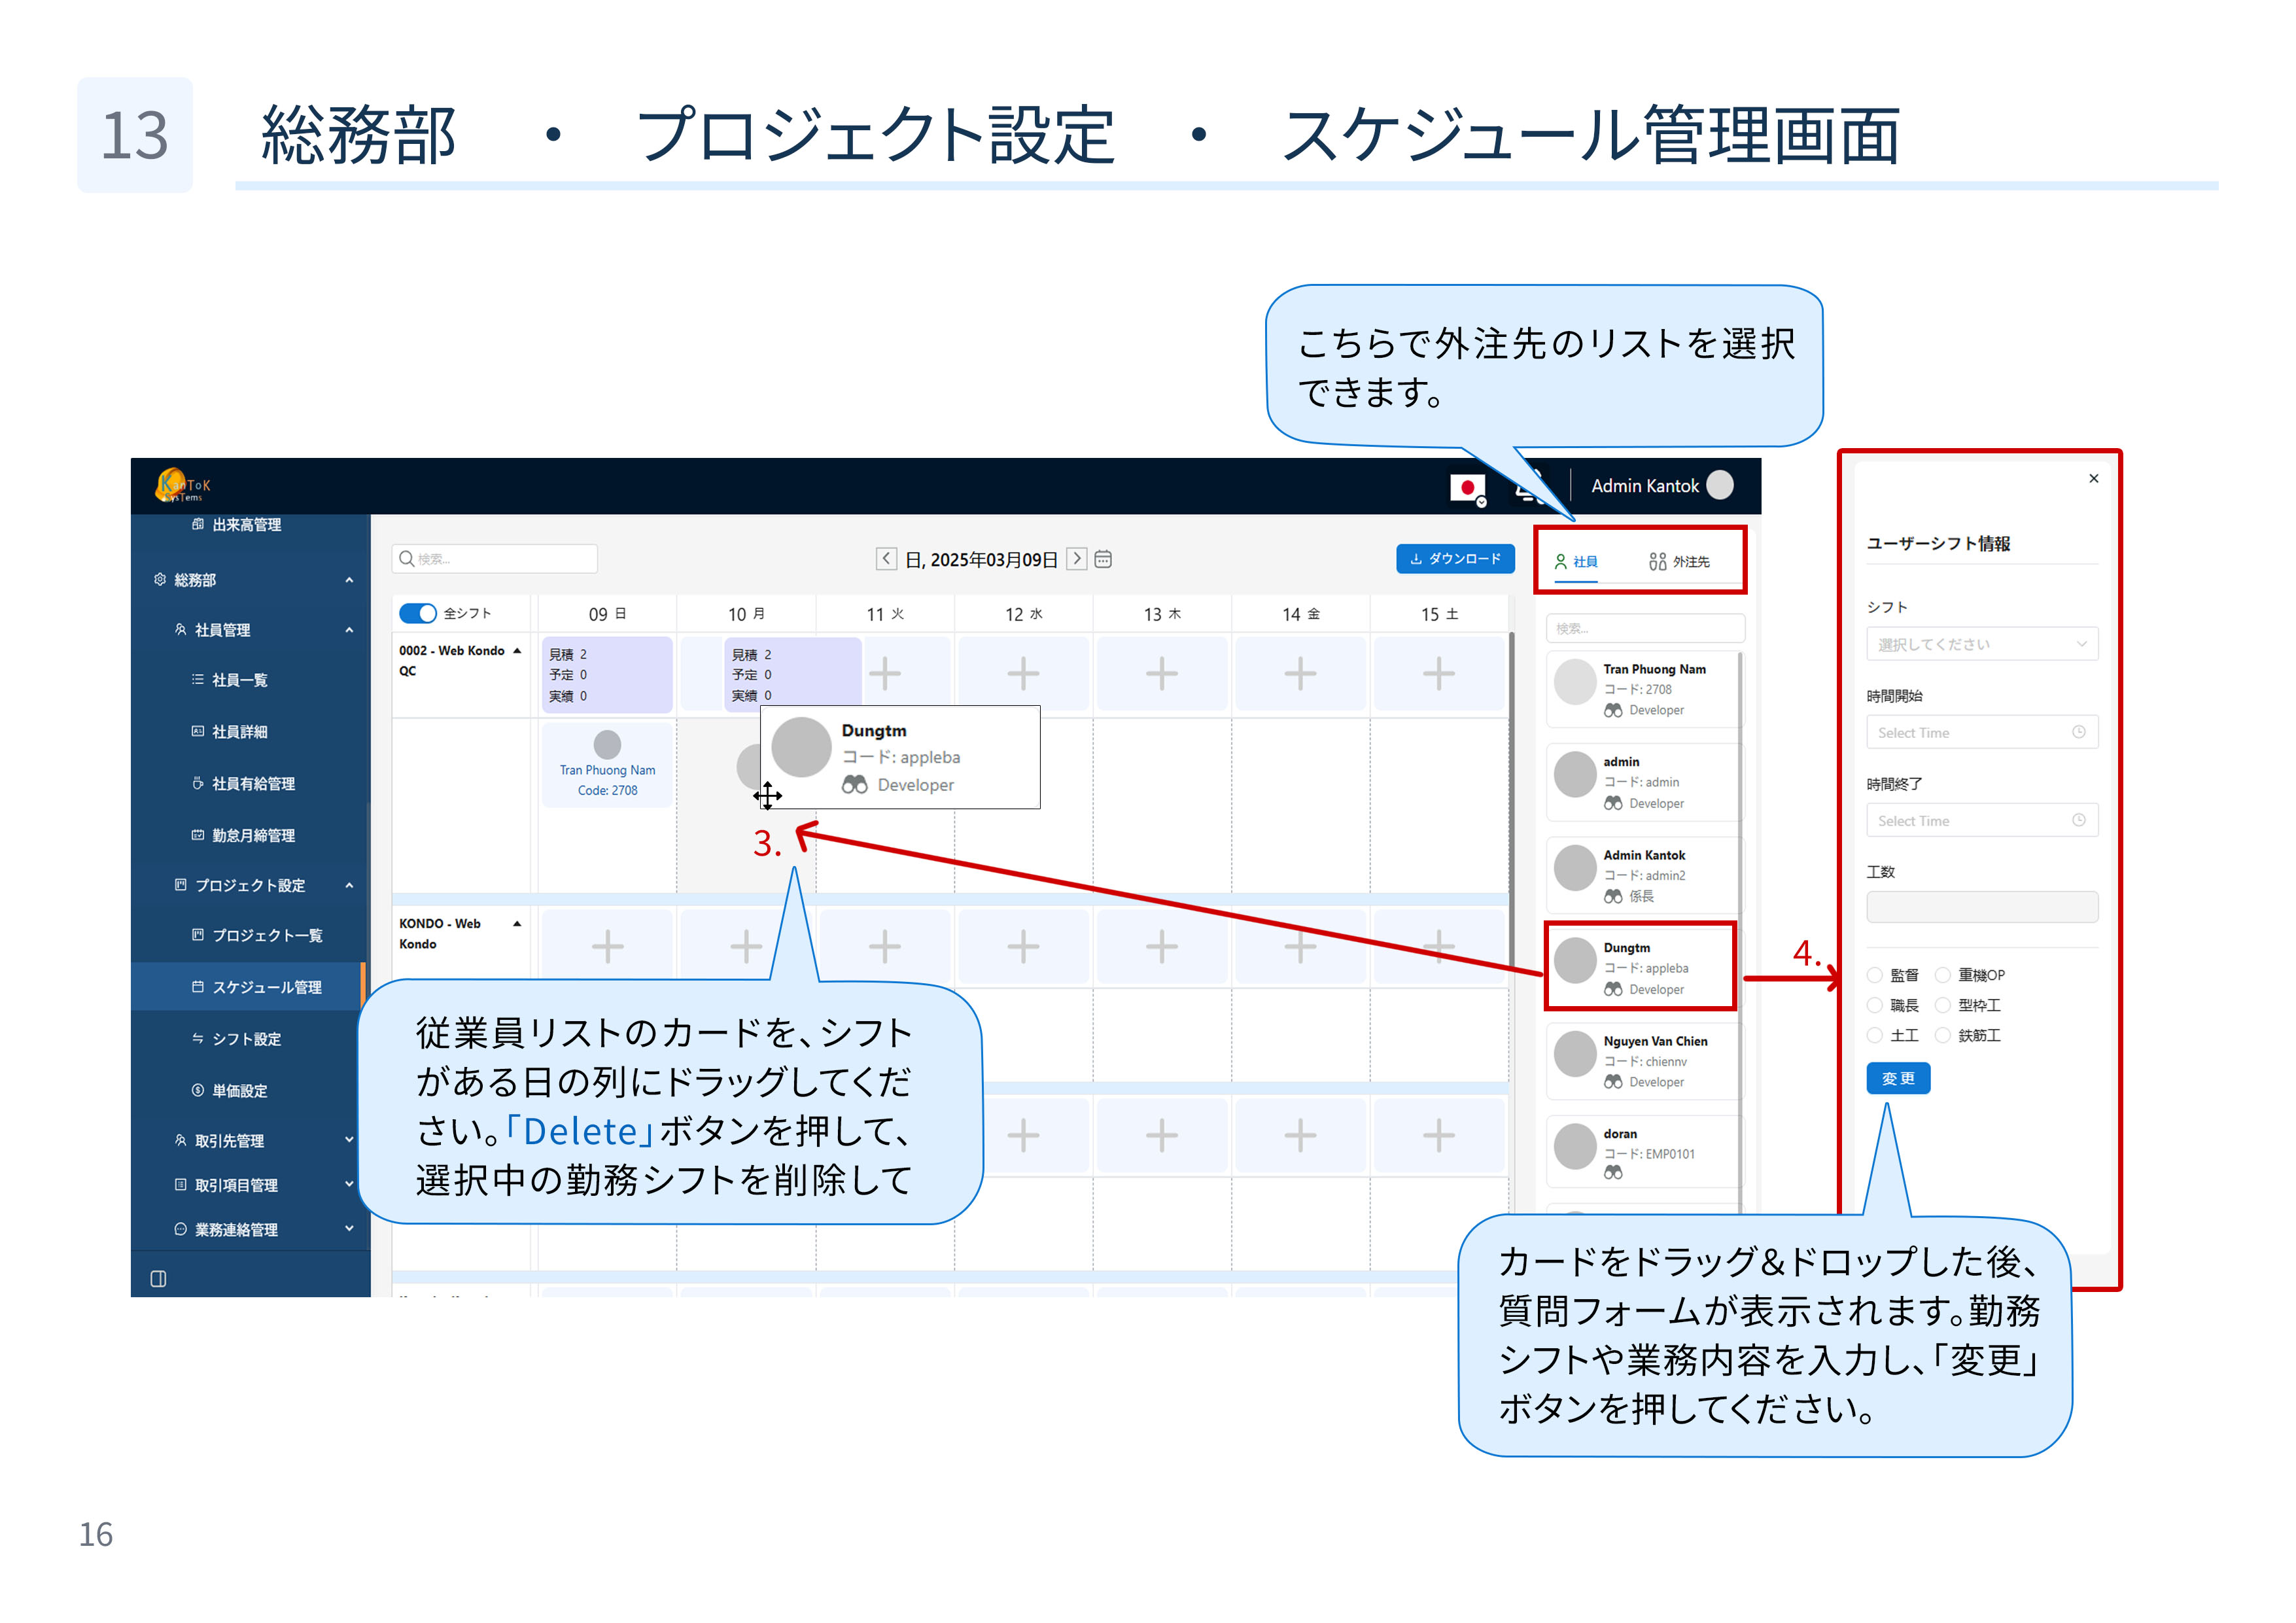 13
総務部 ・ プロジェクト設定 ・ スケジュール管理画面
こちらで外注先のリストを選択
できます。
KanToK
SysTems
Admin Kantok
出来高管理
総務部
社員管理
社員一覧
社員詳細
社員有給管理
勤怠月締管理
プロジェクト設定
プロジェクト一覧
スケジュール管理
シフト設定
単価設定
取引先管理
取引項目管理
業務連絡管理
検索...
日, 2025年03月09日
ダウンロード
全シフト
09 日
10 月
11 火
12 水
13 木
14 金
15 土
0002 - Web Kondo
QC
見積 2
予定 0
実績 0
見積 2
予定 0
実績 0
Tran Phuong Nam
Code: 2708
Dungtm
コード: appleba
Developer
3.
KONDO - Web
Kondo
従業員リストのカードを、シフト
がある日の列にドラッグしてくだ
さい。「Delete」ボタンを押して、
選択中の勤務シフトを削除して
社員
外注先
検索...
Tran Phuong Nam
コード: 2708
Developer
admin
コード: admin
Developer
Admin Kantok
コード: admin2
係長
Dungtm
コード: appleba
Developer
Nguyen Van Chien
コード: chiennv
Developer
doran
コード: EMP0101
4.
ユーザーシフト情報
シフト
選択してください
時間開始
Select Time
時間終了
Select Time
工数
監督 重機OP
職長 型枠工
土工 鉄筋工
変更
カードをドラッグ&ドロップした後、
質問フォームが表示されます。勤務
シフトや業務内容を入力し、「変更」
ボタンを押してください。
16